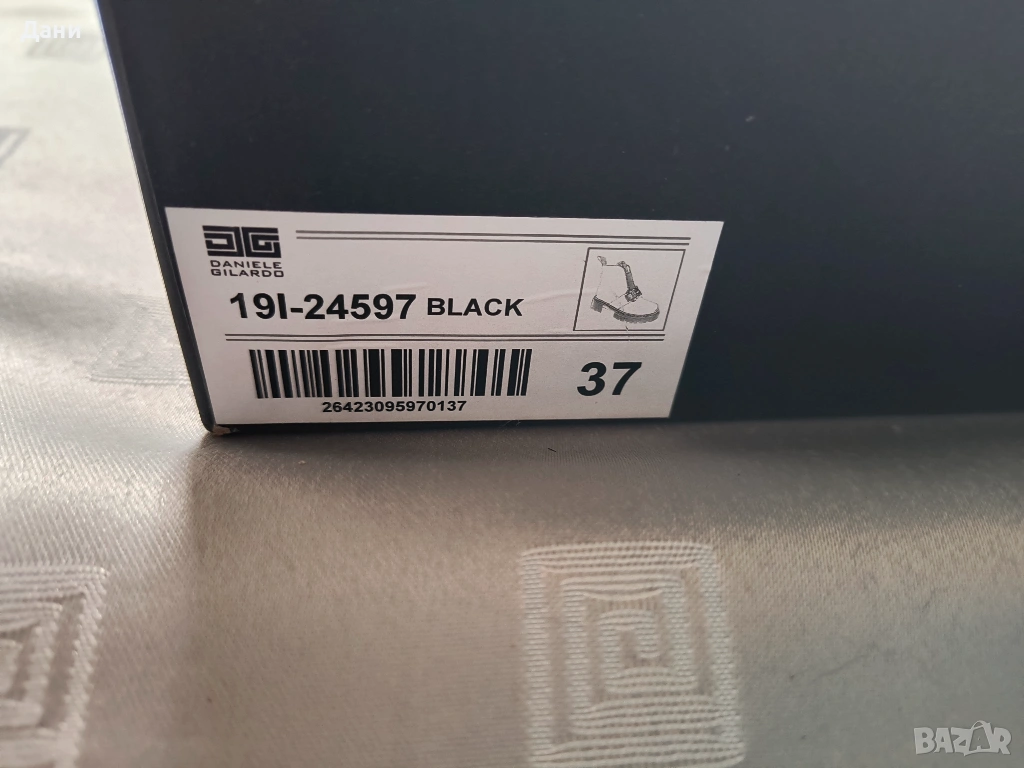 Дани
DANIELE
GILARDO
19I-24597 BLACK
26423095970137
37
BAZAR